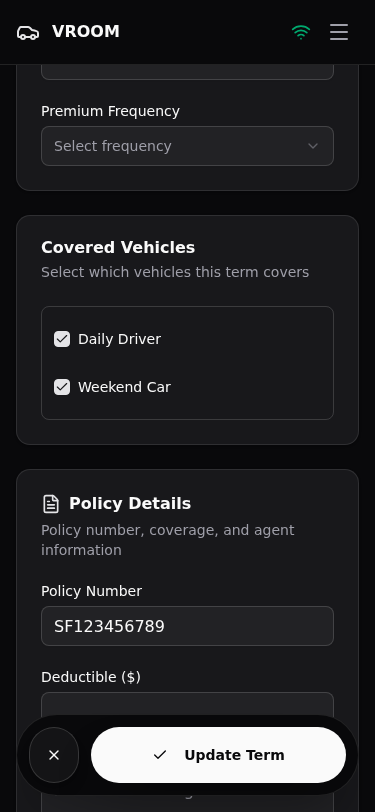 VROOM
Premium Frequency
Select frequency
Covered Vehicles
Select which vehicles this term covers
Daily Driver
Weekend Car
Policy Details
Policy number, coverage, and agent
information
Policy Number
SF123456789
Deductible ($)
Update Term